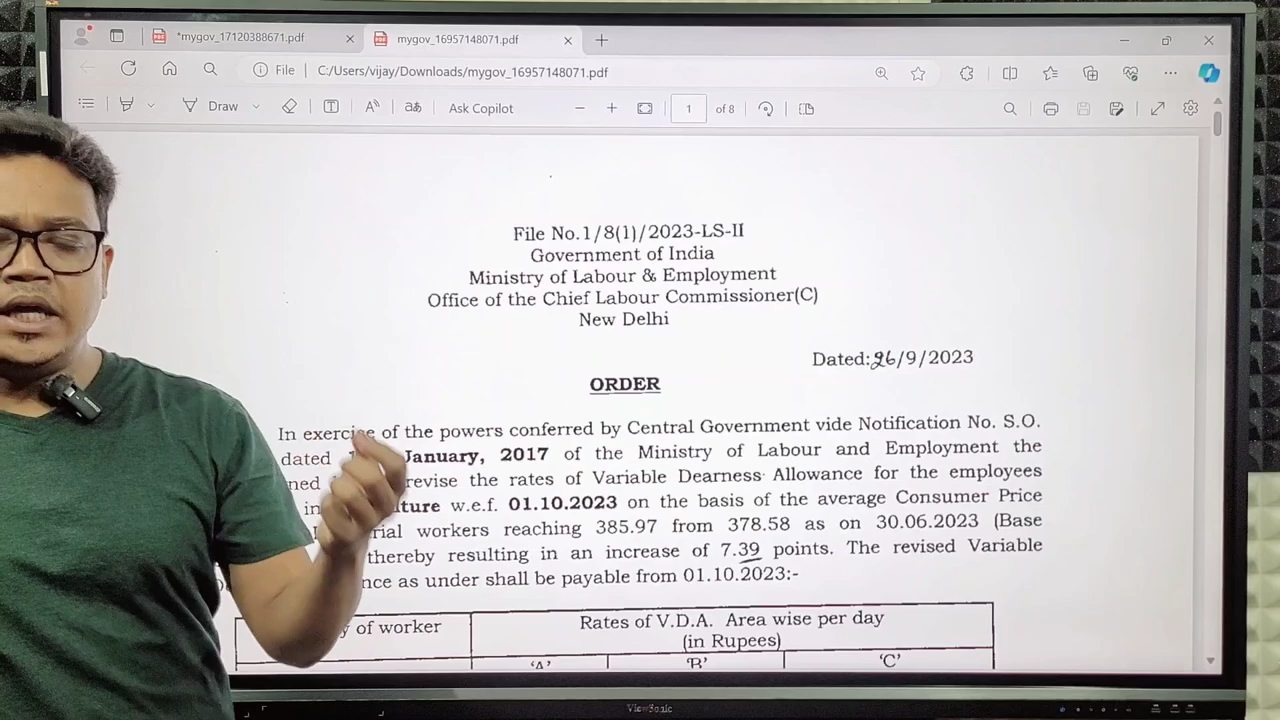 *mygov_17120388671.pdf
mygov_16957148071.pdf
File
C:/Users/vijay/Downloads/mygov_16957148071.pdf
Draw
Ask Copilot
1 of 8
File No.1/8(1)/2023-LS-II
Government of India
Ministry of Labour & Employment
Office of the Chief Labour Commissioner(C)
New Delhi
Dated:26/9/2023
ORDER
In exercise of the powers conferred by Central Government vide Notification No. S.O.
dated January, 2017 of the Ministry of Labour and Employment the
revise the rates of Variable Dearness Allowance for the employees
in w.e.f. 01.10.2023 on the basis of the average Consumer Price
workers reaching 385.97 from 378.58 as on 30.06.2023 (Base
thereby resulting in an increase of 7.39 points. The revised Variable
as under shall be payable from 01.10.2023:-
of worker
Rates of V.D.A. Area wise per day
(in Rupees)
'A' 'B' 'C'
ViewSonic